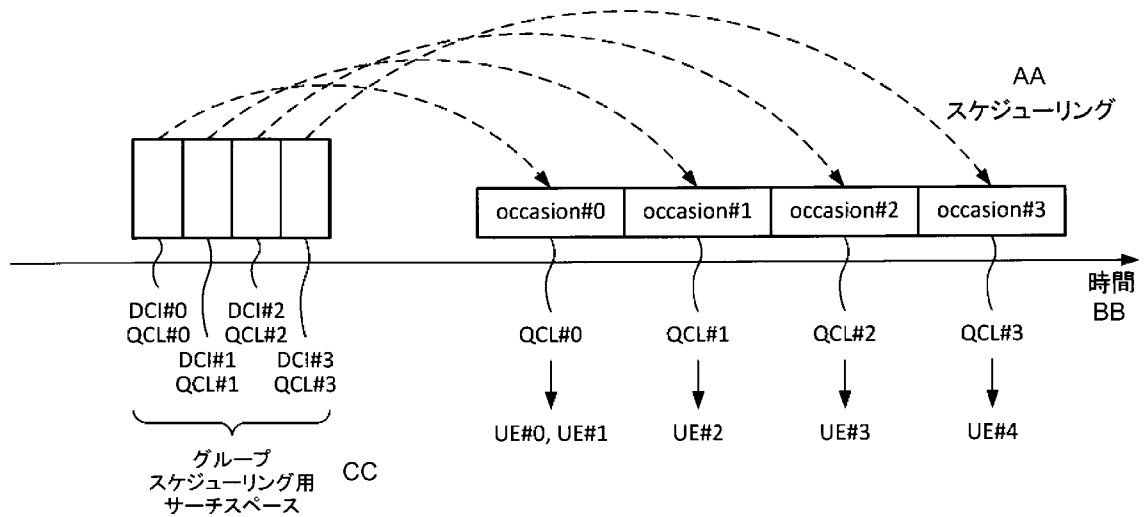 AA
スケジューリング
occasion#0
occasion#1
occasion#2
occasion#3
時間
BB
DCI#0
QCL#0
DCI#1
QCL#1
DCI#2
QCL#2
DCI#3
QCL#3
QCL#0
QCL#1
QCL#2
QCL#3
UE#0, UE#1
UE#2
UE#3
UE#4
グループ
スケジューリング用
サーチスペース
CC